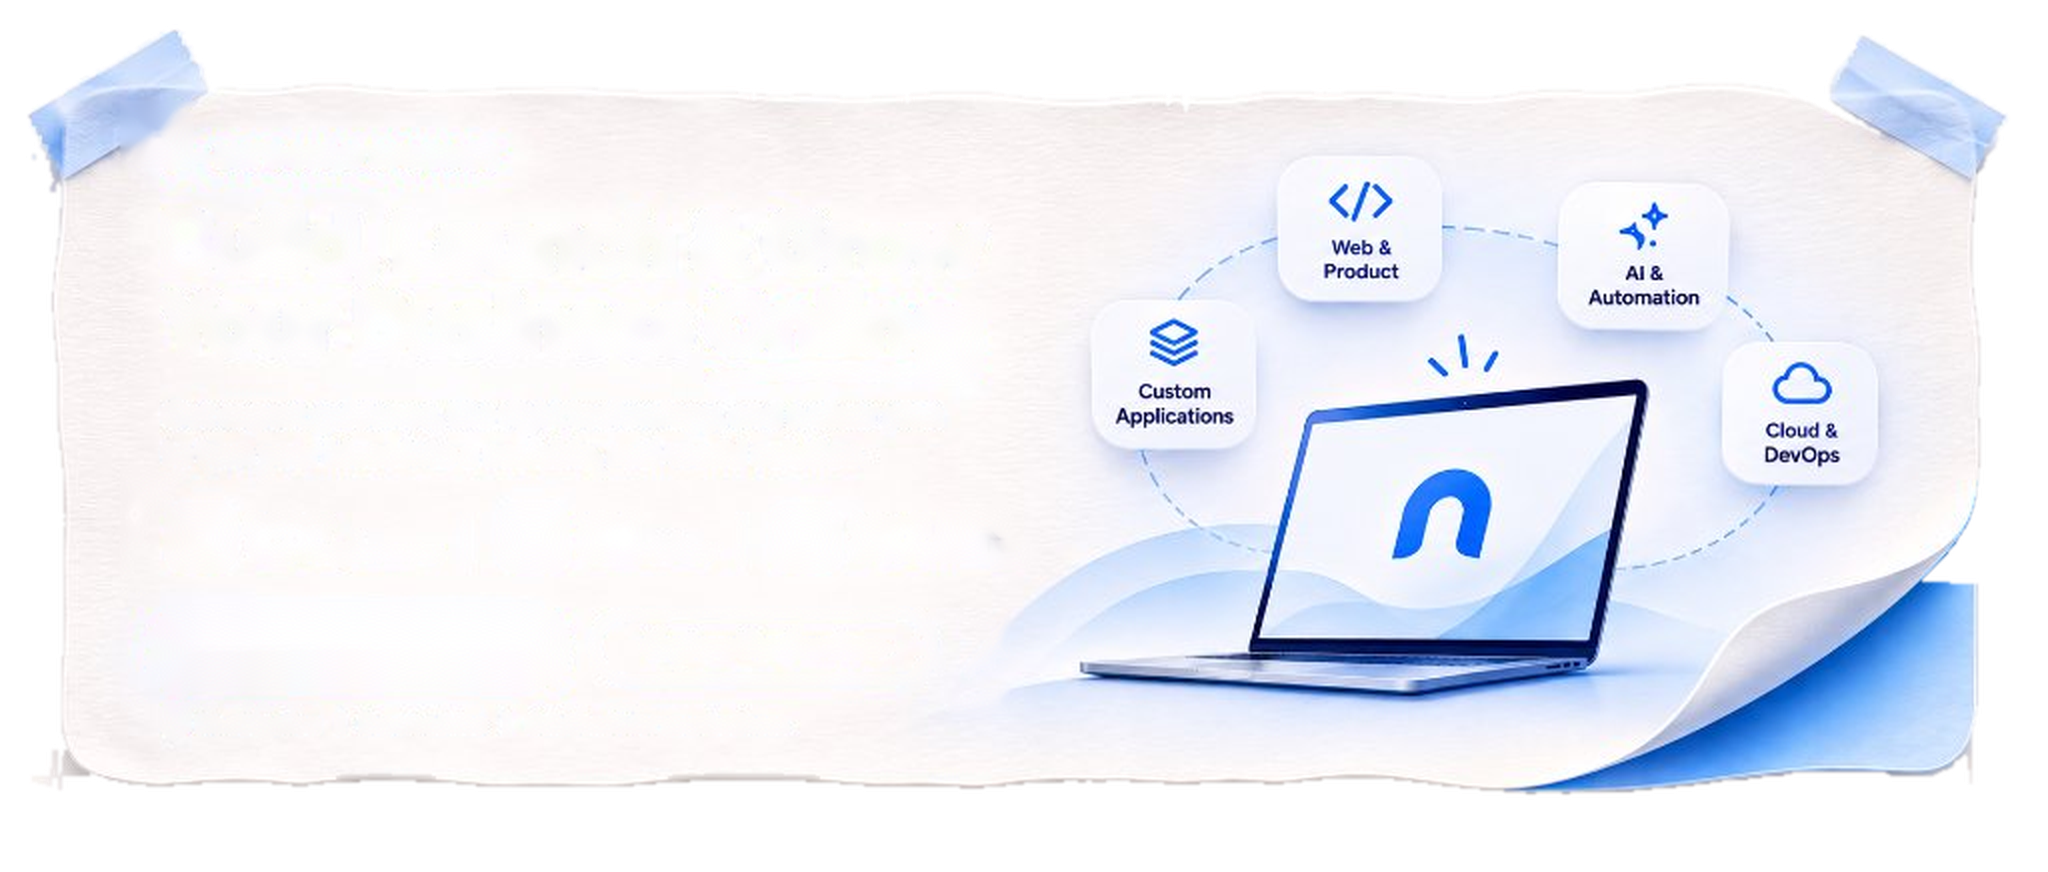 Web &
Product
AI &
Automation
Custom
Applications
Cloud &
DevOps